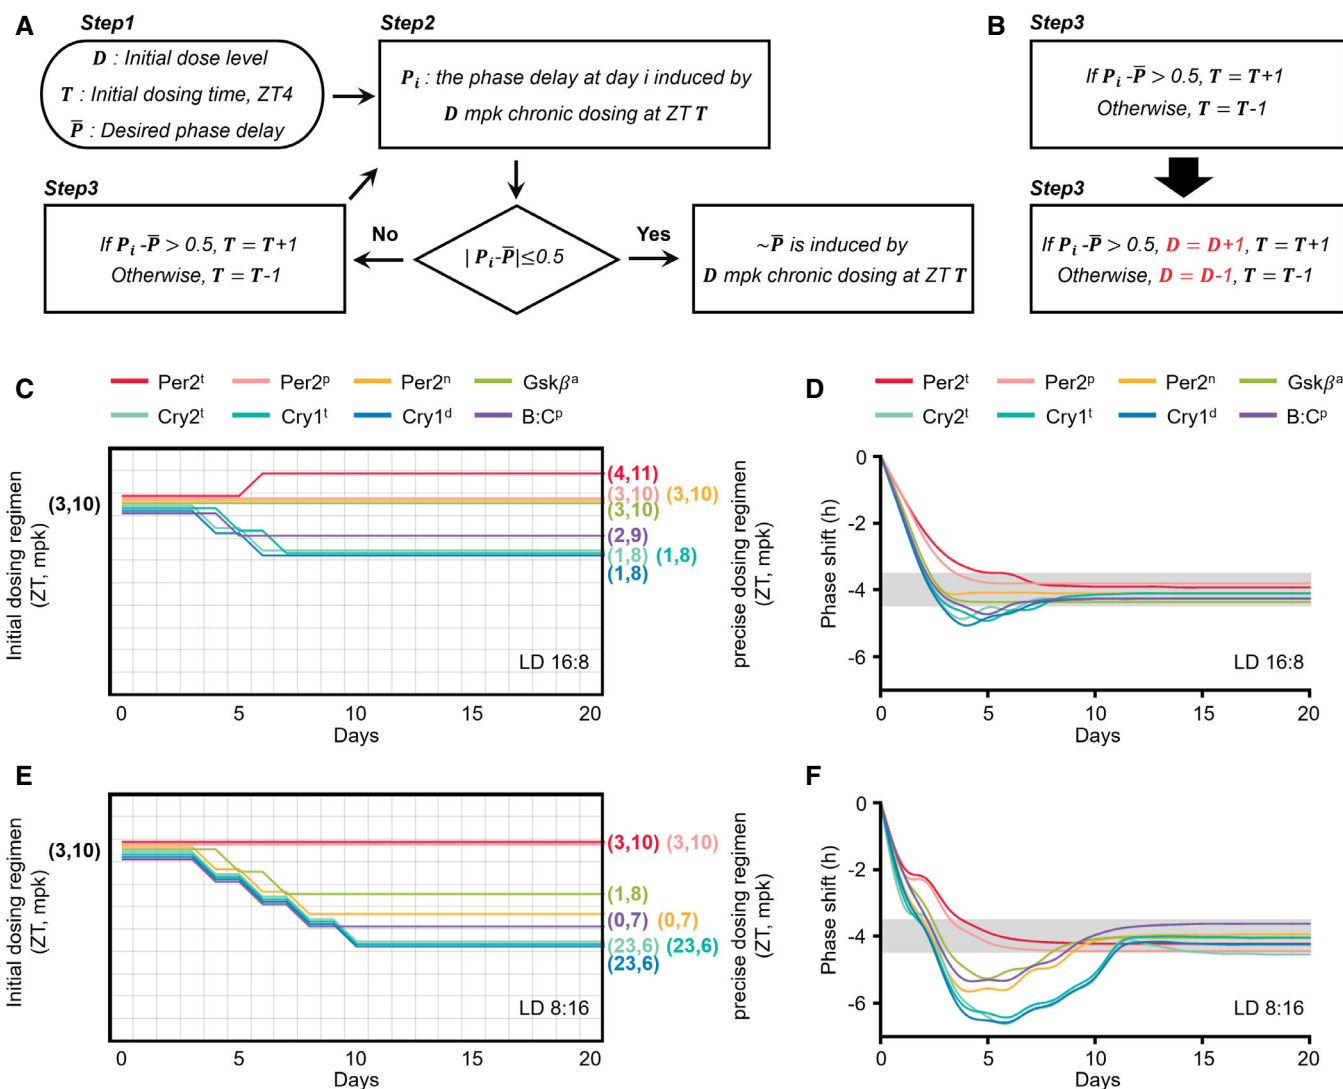 A
Step1
D : Initial dose level
T : Initial dosing time, ZT4
P̅ : Desired phase delay
Step2
Pᵢ : the phase delay at day i induced by
D mpk chronic dosing at ZT T
Step3
If Pᵢ -P̅ > 0.5, T = T+1
Otherwise, T = T-1
No
| Pᵢ-P̅|≤0.5
Yes
~P̅ is induced by
D mpk chronic dosing at ZT T
B
Step3
If Pᵢ -P̅ > 0.5, T = T+1
Otherwise, T = T-1
Step3
If Pᵢ -P̅ > 0.5, D = D+1, T = T+1
Otherwise, D = D-1, T = T-1
C
Per2ᵗ Per2ᵖ Per2ⁿ Gskβᵃ
Cry2ᵗ Cry1ᵗ Cry1ᵈ B:Cᵖ
Initial dosing regimen
(ZT, mpk)
(3,10)
(4,11)
(3,10) (3,10)
(3,10)
(2,9)
(1,8) (1,8)
(1,8)
precise dosing regimen
(ZT, mpk)
LD 16:8
0 5 10 15 20
Days
D
Per2ᵗ Per2ᵖ Per2ⁿ Gskβᵃ
Cry2ᵗ Cry1ᵗ Cry1ᵈ B:Cᵖ
Phase shift (h)
0
-2
-4
-6
LD 16:8
0 5 10 15 20
Days
E
Initial dosing regimen
(ZT, mpk)
(3,10)
(3,10) (3,10)
(1,8)
(0,7) (0,7)
(23,6) (23,6)
(23,6)
precise dosing regimen
(ZT, mpk)
LD 8:16
0 5 10 15 20
Days
F
Phase shift (h)
0
-2
-4
-6
LD 8:16
0 5 10 15 20
Days